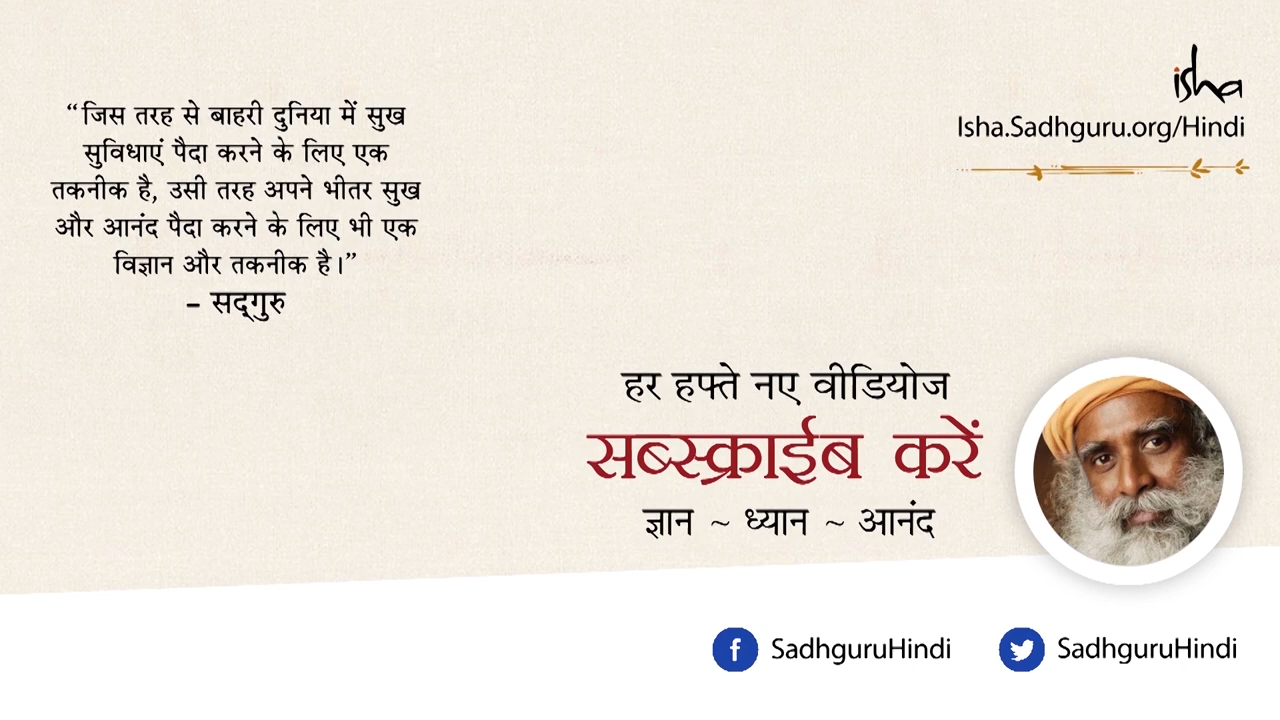 “जिस तरह से बाहरी दुनिया में सुख
सुविधाएं पैदा करने के लिए एक
तकनीक है, उसी तरह अपने भीतर सुख
और आनंद पैदा करने के लिए भी एक
विज्ञान और तकनीक है।”
– सद्‌गुरु
isha
Isha.Sadhguru.org/Hindi
हर हफ्ते नए वीडियोज
सब्स्क्राईब करें
ज्ञान ~ ध्यान ~ आनंद
f SadhguruHindi
SadhguruHindi